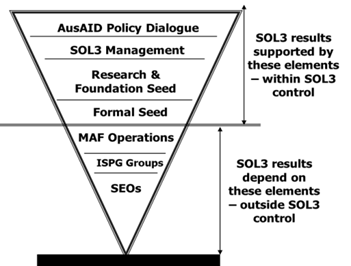 AusAID Policy Dialogue
SOL3 Management
Research &
Foundation Seed
Formal Seed
MAF Operations
ISPG Groups
SEOs
SOL3 results
supported by
these elements
– within SOL3
control
SOL3 results
depend on
these elements
– outside SOL3
control